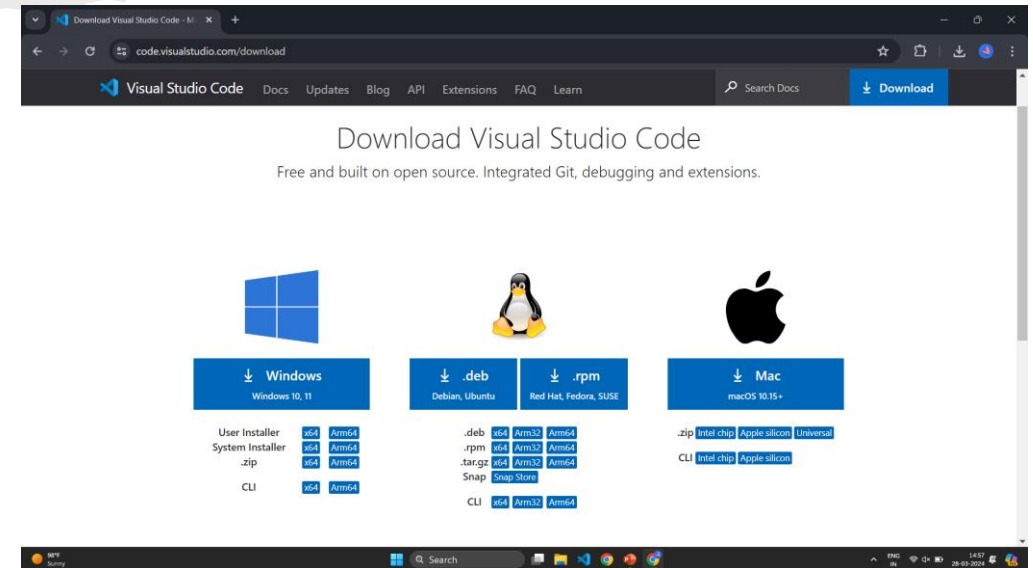 Download Visual Studio Code - M
code.visualstudio.com/download
Visual Studio Code Docs Updates Blog API Extensions FAQ Learn Search Docs Download
Download Visual Studio Code
Free and built on open source. Integrated Git, debugging and extensions.
Windows
Windows 10, 11
.deb
Debian, Ubuntu
.rpm
Red Hat, Fedora, SUSE
Mac
macOS 10.15+
User Installer x64 Arm64
System Installer x64 Arm64
.zip x64 Arm64
CLI x64 Arm64
.deb x64 Arm32 Arm64
.rpm x64 Arm32 Arm64
.tar.gz x64 Arm32 Arm64
Snap Snap Store
CLI x64 Arm32 Arm64
.zip Intel chip Apple silicon Universal
CLI Intel chip Apple silicon
98°F
Sunny
Search
ENG
IN
14:57
28-03-2024